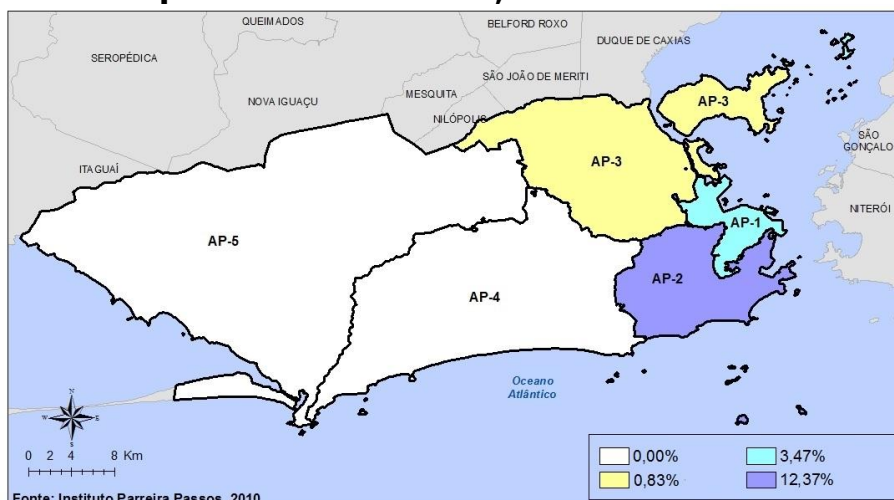 QUEIMADOS
BELFORD ROXO
DUQUE DE CAXIAS
SEROPÉDICA
SÃO JOÃO DE MERITI
MESQUITA
NOVA IGUAÇU
NILÓPOLIS
AP-3
AP-3
SÃO
GONÇALO
ITAGUAÍ
NITERÓI
AP-1
AP-5
AP-2
AP-4
Oceano
Atlântico
N
W E
S
0 2 4 8 Km
0,00% 3,47%
0,83% 12,37%
Fonte: Instituto Parreira Passos, 2010